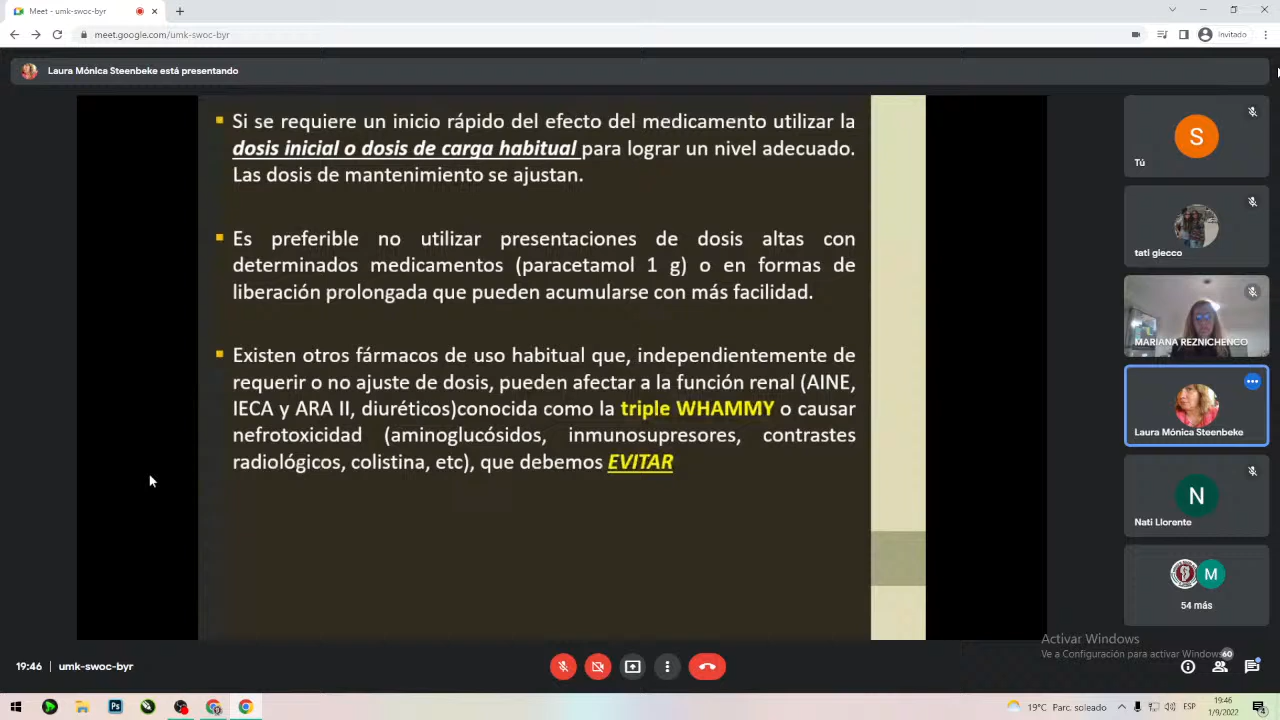 Meet - umk-swoc-byr
meet.google.com/umk-swoc-byr
Invitado
Laura Mónica Steenbeke está presentando
Si se requiere un inicio rápido del efecto del medicamento utilizar la
dosis inicial o dosis de carga habitual para lograr un nivel adecuado.
Las dosis de mantenimiento se ajustan.
Es preferible no utilizar presentaciones de dosis altas con
determinados medicamentos (paracetamol 1 g) o en formas de
liberación prolongada que pueden acumularse con más facilidad.
Existen otros fármacos de uso habitual que, independientemente de
requerir o no ajuste de dosis, pueden afectar a la función renal (AINE,
IECA y ARA II, diuréticos)conocida como la triple WHAMMY o causar
nefrotoxicidad (aminoglucósidos, inmunosupresores, contrastes
radiológicos, colistina, etc), que debemos EVITAR
S
Tú
tati giecco
MARIANA REZNICHENCO
Laura Mónica Steenbeke
N
Nati Llorente
M
54 más
Activar Windows
Ve a Configuración para activar Windows.
60
19:46 | umk-swoc-byr
Ps
19°C Parc. soleado
ESP
19:46
1/9/2022
4